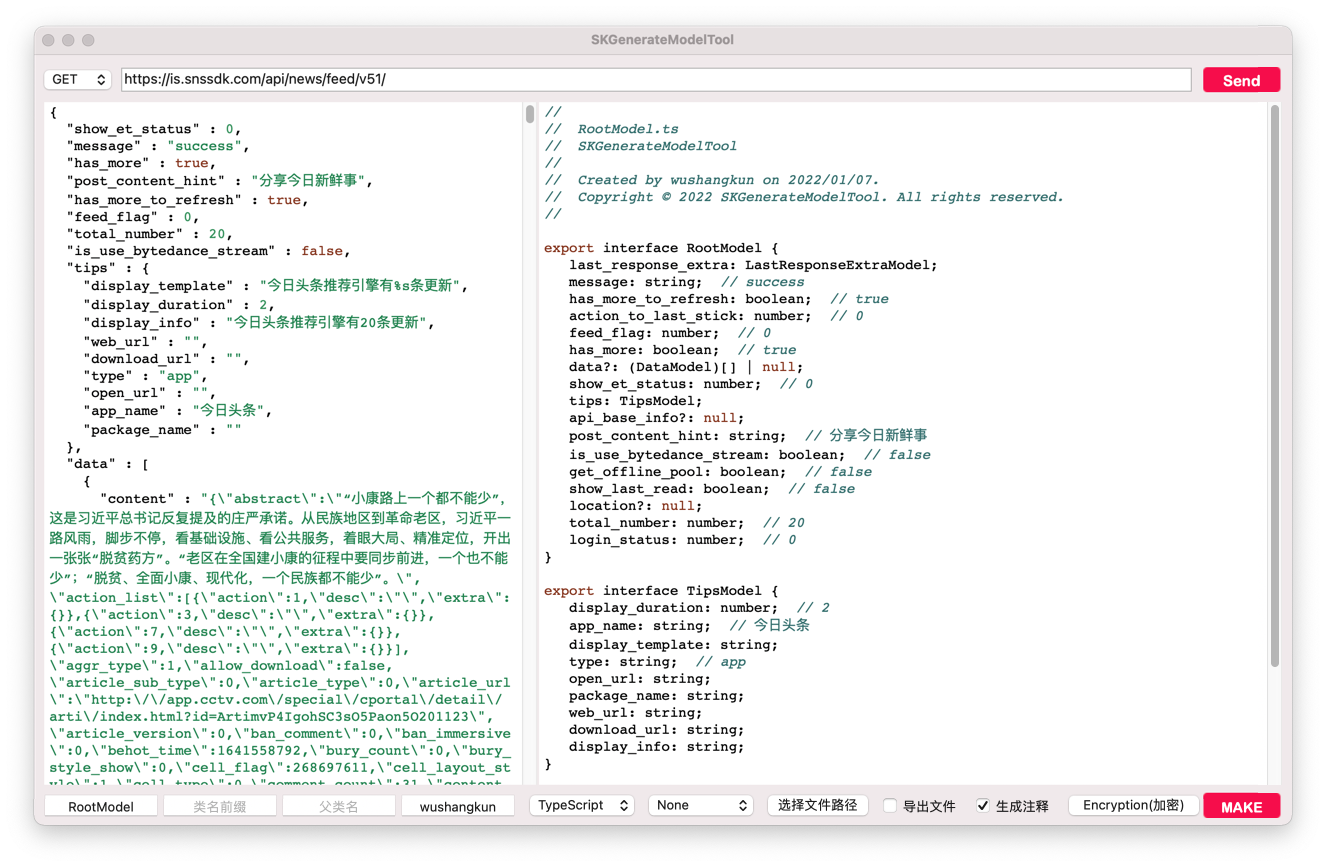 SKGenerateModelTool
GET
https://is.snssdk.com/api/news/feed/v51/
Send
{
"show_et_status" : 0,
"message" : "success",
"has_more" : true,
"post_content_hint" : "分享今日新鲜事",
"has_more_to_refresh" : true,
"feed_flag" : 0,
"total_number" : 20,
"is_use_bytedance_stream" : false,
"tips" : {
"display_template" : "今日头条推荐引擎有%s条更新",
"display_duration" : 2,
"display_info" : "今日头条推荐引擎有20条更新",
"web_url" : "",
"download_url" : "",
"type" : "app",
"open_url" : "",
"app_name" : "今日头条",
"package_name" : ""
},
"data" : [
{
"content" : "{\"abstract\":\"“小康路上一个都不能少”，
这是习近平总书记反复提及的庄严承诺。从民族地区到革命老区，习近平一
路风雨，脚步不停，看基础设施、看公共服务，着眼大局、精准定位，开出
一张张“脱贫药方”。“老区在全国建小康的征程中要同步前进，一个也不能
少”；“脱贫、全面小康、现代化，一个民族都不能少”。\",
\"action_list\":[{\"action\":1,\"desc\":\"\",\"extra\":
{}},{\"action\":3,\"desc\":\"\",\"extra\":{}},
{\"action\":7,\"desc\":\"\",\"extra\":{}},
{\"action\":9,\"desc\":\"\",\"extra\":{}}],
\"aggr_type\":1,\"allow_download\":false,
\"article_sub_type\":0,\"article_type\":0,\"article_url
\":\"http:\/\/app.cctv.com\/special\/cportal\/detail\/
arti\/index.html?id=ArtimvP4IgohSC3sO5Paon5O201123\",
\"article_version\":0,\"ban_comment\":0,\"ban_immersive
\":0,\"behot_time\":1641558792,\"bury_count\":0,\"bury_
style_show\":0,\"cell_flag\":268697611,\"cell_layout_st
yle\":1,\"cell_type\":0,\"comment_count\":31,\"content
//
// RootModel.ts
// SKGenerateModelTool
//
// Created by wushangkun on 2022/01/07.
// Copyright © 2022 SKGenerateModelTool. All rights reserved.
//
export interface RootModel {
last_response_extra: LastResponseExtraModel;
message: string; // success
has_more_to_refresh: boolean; // true
action_to_last_stick: number; // 0
feed_flag: number; // 0
has_more: boolean; // true
data?: (DataModel)[] | null;
show_et_status: number; // 0
tips: TipsModel;
api_base_info?: null;
post_content_hint: string; // 分享今日新鲜事
is_use_bytedance_stream: boolean; // false
get_offline_pool: boolean; // false
show_last_read: boolean; // false
location?: null;
total_number: number; // 20
login_status: number; // 0
}
export interface TipsModel {
display_duration: number; // 2
app_name: string; // 今日头条
display_template: string;
type: string; // app
open_url: string;
package_name: string;
web_url: string;
download_url: string;
display_info: string;
}
RootModel
类名前缀
父类名
wushangkun
TypeScript
None
选择文件路径
导出文件
生成注释
Encryption(加密)
MAKE